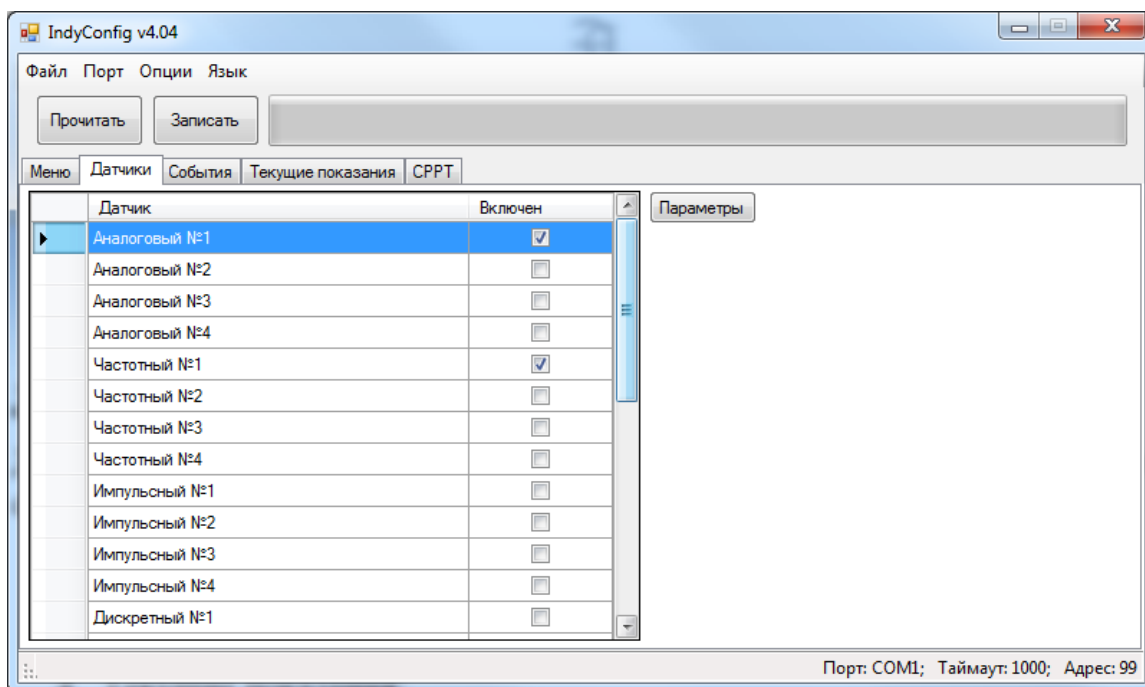 IndyConfig v4.04
Файл Порт Опции Язык
Прочитать Записать
Меню Датчики События Текущие показания СРРТ
Датчик Включен Параметры
Аналоговый №1
Аналоговый №2
Аналоговый №3
Аналоговый №4
Частотный №1
Частотный №2
Частотный №3
Частотный №4
Импульсный №1
Импульсный №2
Импульсный №3
Импульсный №4
Дискретный №1
Порт: COM1; Таймаут: 1000; Адрес: 99